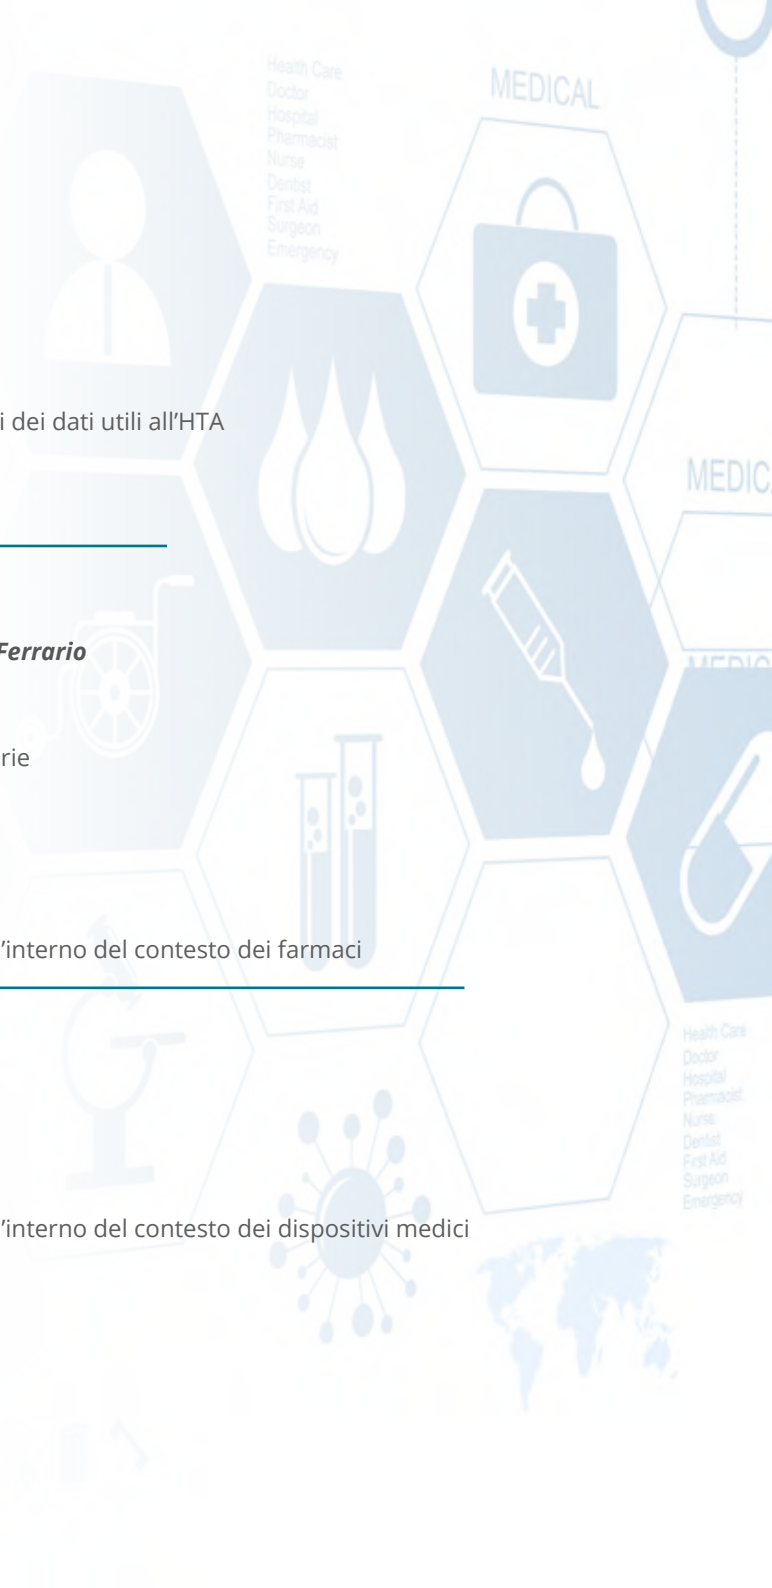 Health Care
Doctor
Hospital
Pharmacist
Nurse
Dentist
First Aid
Surgeon
Emergency
MEDICAL
i dei dati utili all’HTA
MEDICA
Ferrario
rie
’interno del contesto dei farmaci
Health Care
Doctor
Hospital
Pharmacist
Nurse
Dentist
First Aid
Surgeon
Emergency
’interno del contesto dei dispositivi medici